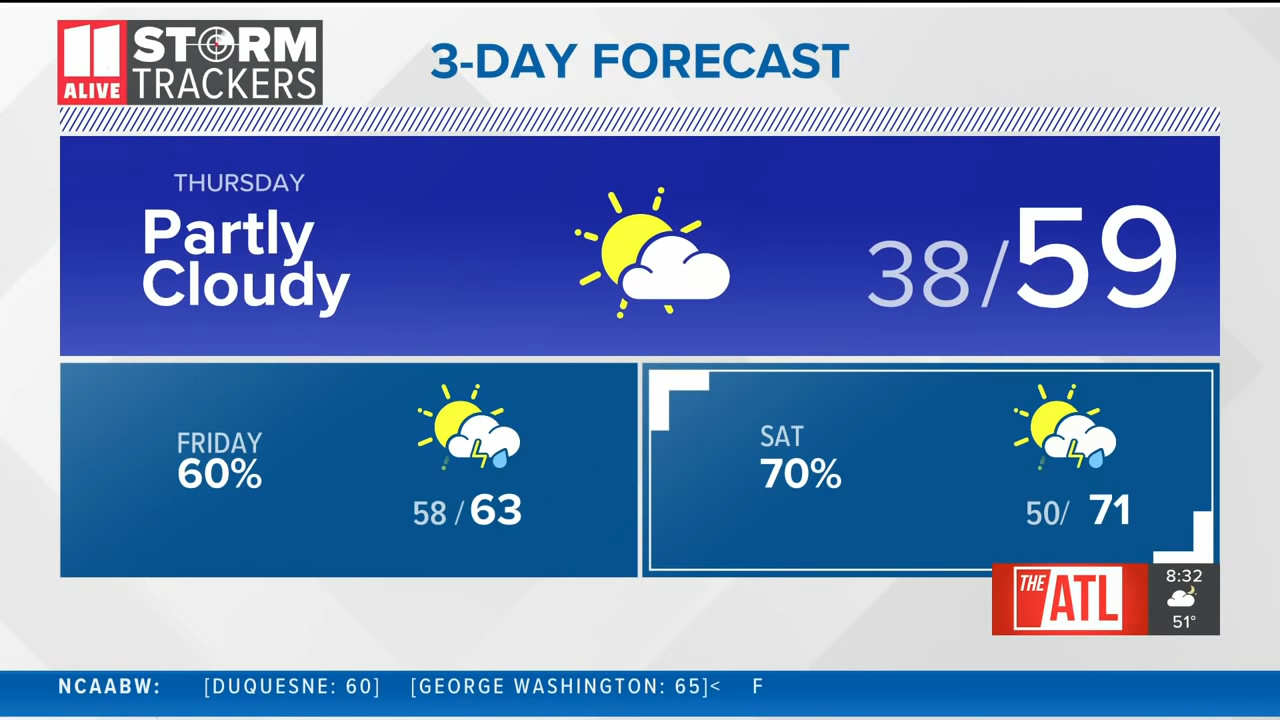 11 ALIVE STORM TRACKERS
3-DAY FORECAST
THURSDAY
Partly
Cloudy
38/59
FRIDAY
60%
58 / 63
SAT
70%
50/ 71
THE ATL
8:32
51°
NCAABW: [DUQUESNE: 60] [GEORGE WASHINGTON: 65]< F